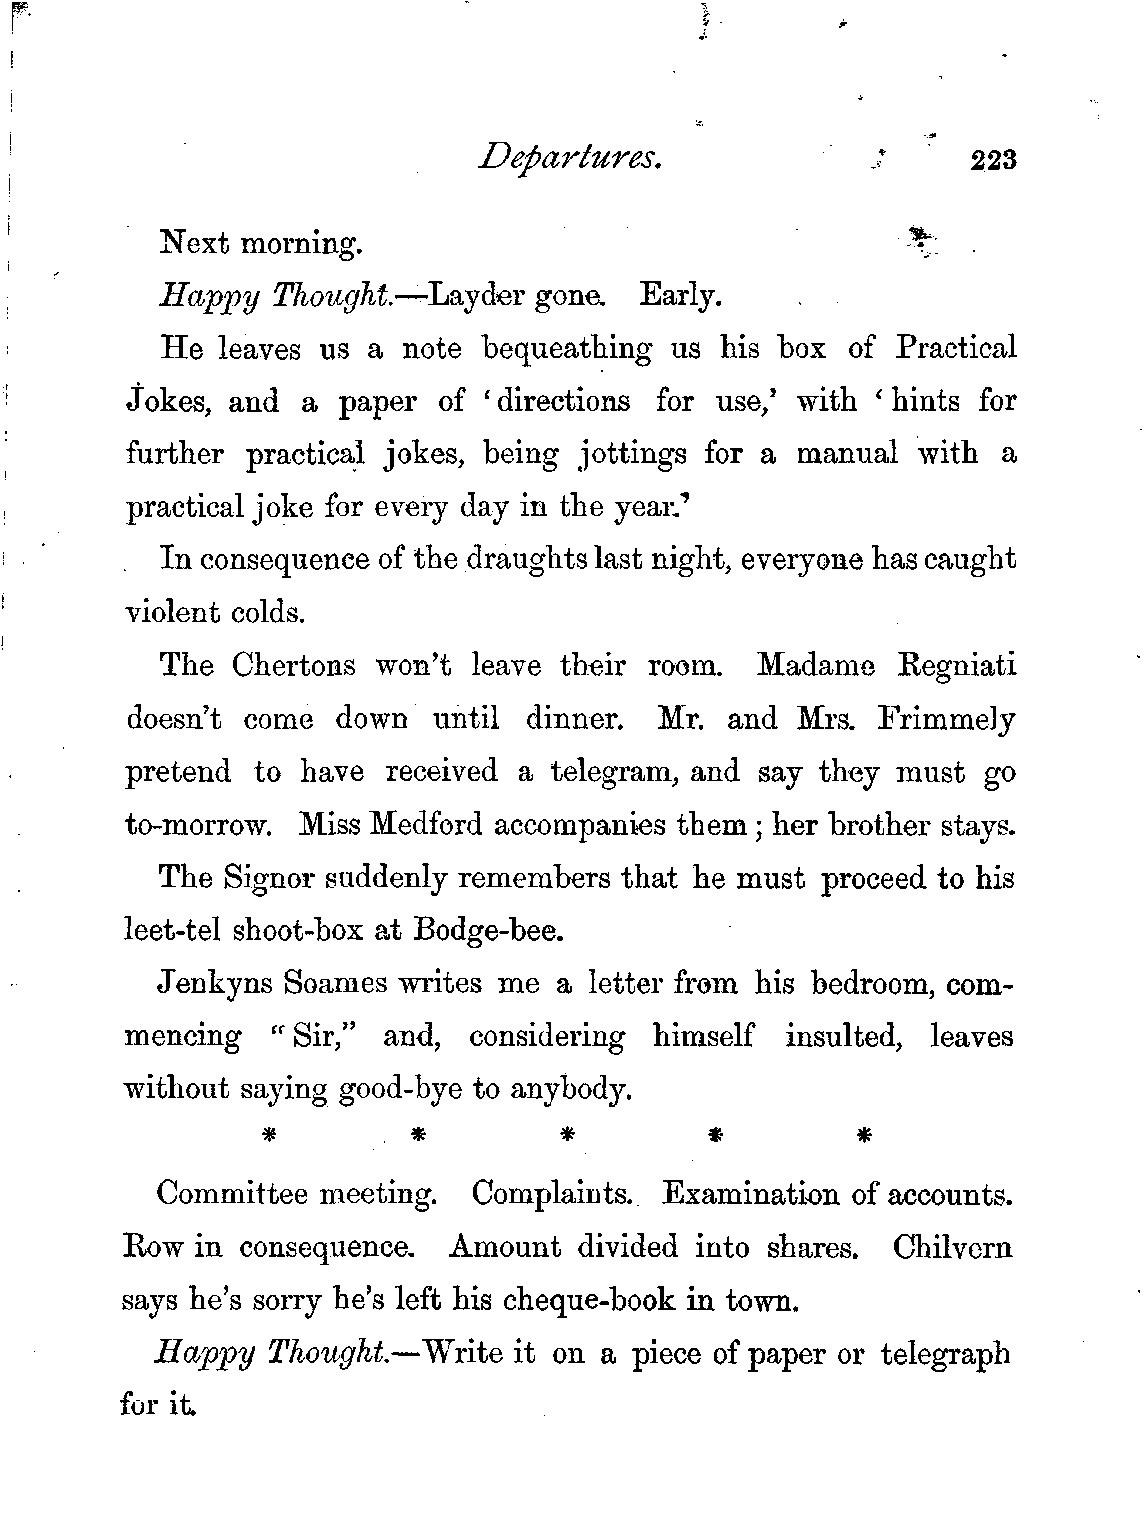 Departures. 223
Next morning.
Happy Thought.—Layder gone. Early.
He leaves us a note bequeathing us his box of Practical
Jokes, and a paper of ‘directions for use,’ with ‘hints for
further practical jokes, being jottings for a manual with a
practical joke for every day in the year.’
In consequence of the draughts last night, everyone has caught
violent colds.
The Chertons won’t leave their room. Madame Regniati
doesn’t come down until dinner. Mr. and Mrs. Frimmely
pretend to have received a telegram, and say they must go
to-morrow. Miss Medford accompanies them; her brother stays.
The Signor suddenly remembers that he must proceed to his
leet-tel shoot-box at Bodge-bee.
Jenkyns Soames writes me a letter from his bedroom, com-
mencing “Sir,” and, considering himself insulted, leaves
without saying good-bye to anybody.
* * * * *
Committee meeting. Complaints. Examination of accounts.
Row in consequence. Amount divided into shares. Chilvern
says he’s sorry he’s left his cheque-book in town.
Happy Thought.—Write it on a piece of paper or telegraph
for it.